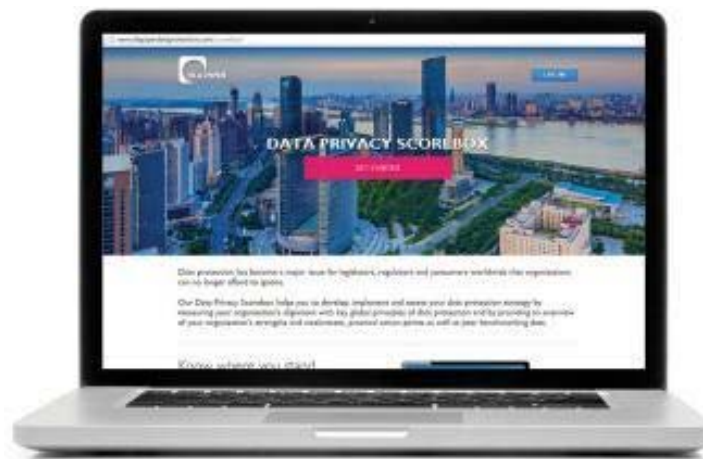 DATA PRIVACY SCOREBOX
GET STARTED
Data protection has become a major issue for legislators, regulators and consumers worldwide that organisations
can no longer afford to ignore.
Our Data Privacy Scorebox helps you to develop, implement and assess your data protection strategy by
measuring your organisation's alignment with key global principles of data protection and by providing an overview
of your organisation's strengths and weaknesses, practical action points as well as peer benchmarking data.
Know where you stand